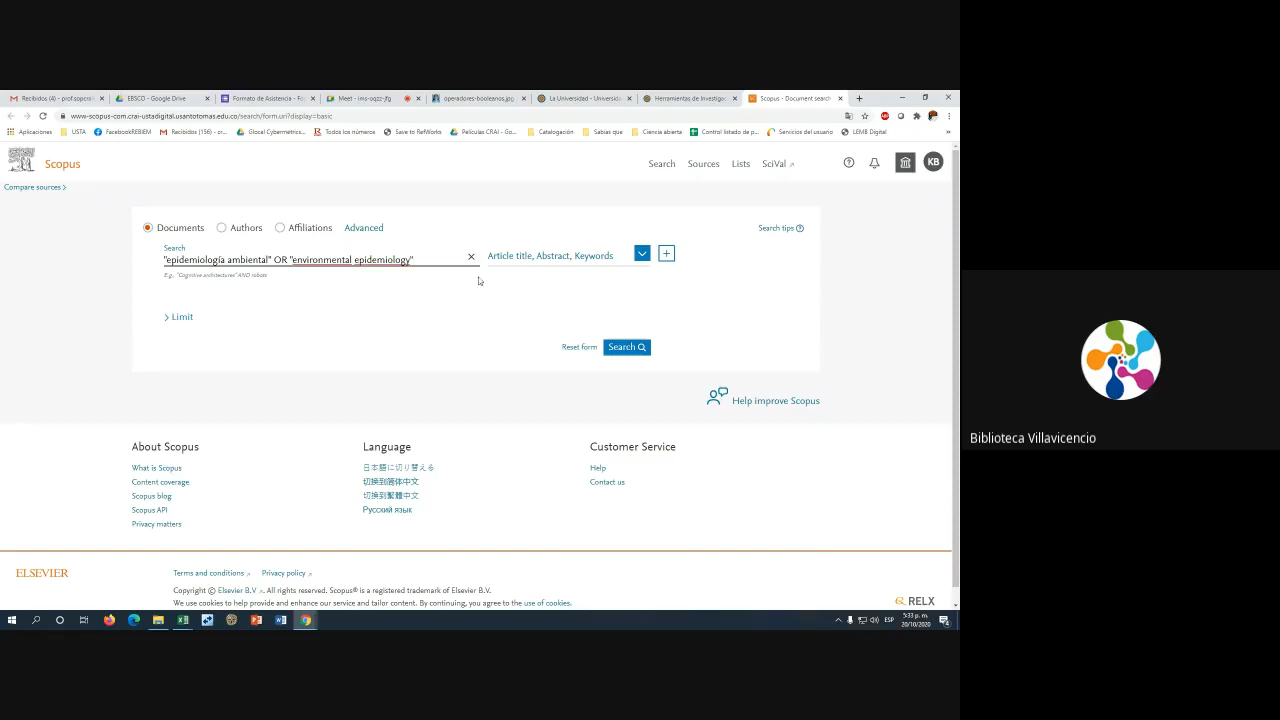 Recibidos (4) - prof.sopcra
EBSCO - Google Drive
Formato de Asistencia - Fo
Meet - ims-oqzz-jfg
operadores-booleanos.jpg
La Universidad - Universida
Herramientas de Investiga
Scopus - Document search
www-scopus-com.crai-ustadigital.usantotomas.edu.co/search/form.uri?display=basic
Aplicaciones
USTA
FacebookREBIEM
Recibidos (156) - cr...
Glocal Cybermetrics...
Todos los números
Save to RefWorks
Películas CRAI - Go...
Catalogación
Sabias que
Ciencia abierta
Control listado de p...
Servicios del usuario
LEMB Digital
Scopus
Search
Sources
Lists
SciVal
KB
Compare sources
Documents
Authors
Affiliations
Advanced
Search tips
Search
"epidemiología ambiental" OR "environmental epidemiology"
Article title, Abstract, Keywords
E.g., "Cognitive architectures" AND robots
Limit
Reset form
Search
Help improve Scopus
About Scopus
What is Scopus
Content coverage
Scopus blog
Scopus API
Privacy matters
Language
日本語に切り替える
切换到简体中文
切換到繁體中文
Русский язык
Customer Service
Help
Contact us
ELSEVIER
Terms and conditions
Privacy policy
Copyright © Elsevier B.V. All rights reserved. Scopus® is a registered trademark of Elsevier B.V.
We use cookies to help provide and enhance our service and tailor content. By continuing, you agree to the use of cookies.
RELX
ESP
5:33 p. m.
20/10/2020
Biblioteca Villavicencio